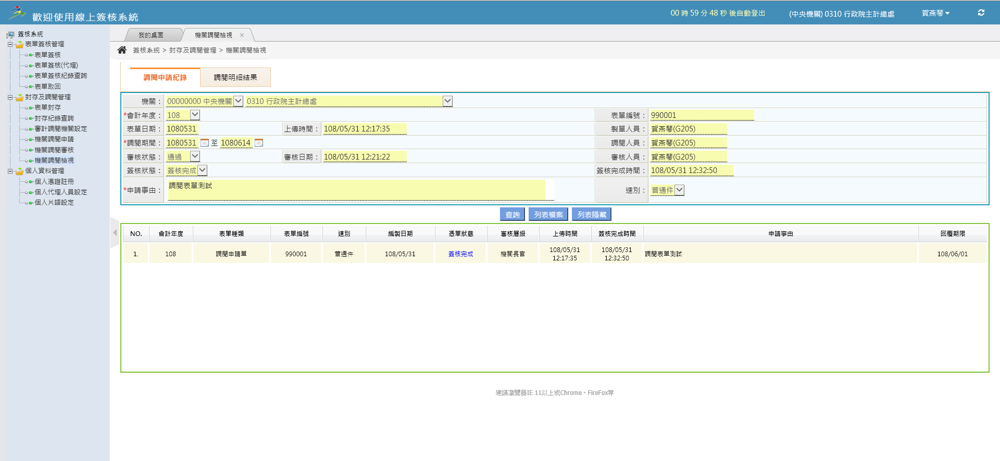 歡迎使用線上簽核系統
00 時 59 分 48 秒 後自動登出
(中央機關) 0310 行政院主計總處
賀燕琴
簽核系統
表單簽核管理
表單簽核
表單簽核(代理)
表單簽核紀錄查詢
表單取回
封存及調閱管理
表單封存
封存紀錄查詢
審計調閱機關設定
機關調閱申請
機關調閱審核
機關調閱檢視
個人資料管理
個人憑證註冊
個人代理人員設定
個人片語設定
我的桌面
機關調閱檢視 ×
簽核系統 > 封存及調閱管理 > 機關調閱檢視
調閱申請紀錄
調閱明細結果
機關： 00000000 中央機關 0310 行政院主計總處
*會計年度： 108 表單編號： 990001
表單日期： 1080531 上傳時間： 108/05/31 12:17:35 製單人員： 賀燕琴(G205)
*調閱期間： 1080531 至 1080614 調閱人員： 賀燕琴(G205)
審核狀態： 通過 審核日期： 108/05/31 12:21:22 審核人員： 賀燕琴(G205)
簽核狀態： 簽核完成 簽核完成時間： 108/05/31 12:32:50
*申請事由： 調閱表單測試 速別： 普通件
查詢 列表檔案 列表隱藏
NO. 會計年度 表單種類 表單編號 速別 編製日期 憑單狀態 審核層級 上傳時間 簽核完成時間 申請事由 回覆期限
1. 108 調閱申請單 990001 普通件 108/05/31 簽核完成 機關長官 108/05/31 12:17:35 108/05/31 12:32:50 調閱表單測試 108/06/01
建議瀏覽器IE 11以上或Chrome、FireFox等